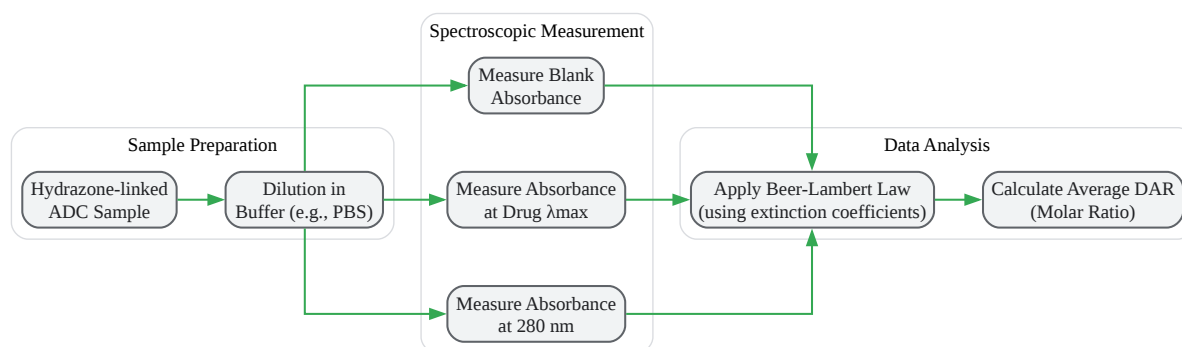 Sample Preparation
Hydrazone-linked
ADC Sample
Dilution in
Buffer (e.g., PBS)
Spectroscopic Measurement
Measure Blank
Absorbance
Measure Absorbance
at Drug λmax
Measure Absorbance
at 280 nm
Data Analysis
Apply Beer-Lambert Law
(using extinction coefficients)
Calculate Average DAR
(Molar Ratio)